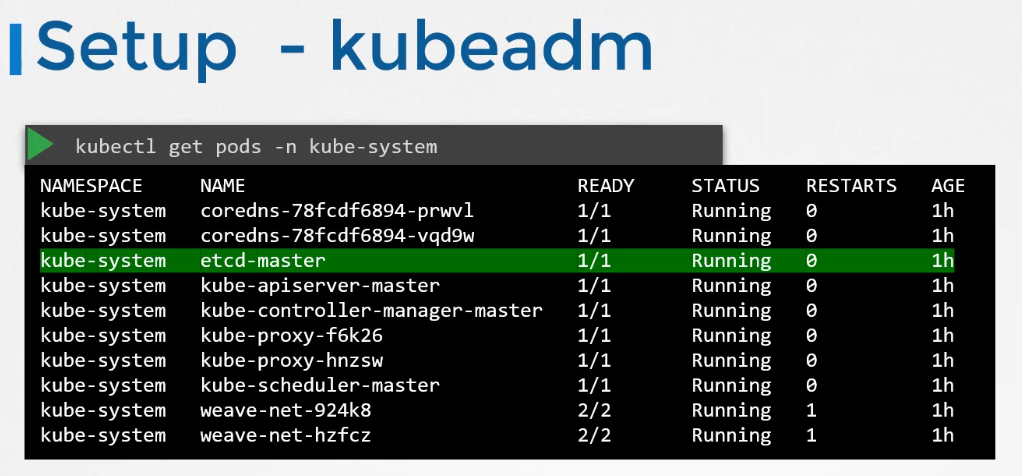 Setup - kubeadm
kubectl get pods -n kube-system
NAMESPACE NAME READY STATUS RESTARTS AGE
kube-system coredns-78fcdf6894-prwvl 1/1 Running 0 1h
kube-system coredns-78fcdf6894-vqd9w 1/1 Running 0 1h
kube-system etcd-master 1/1 Running 0 1h
kube-system kube-apiserver-master 1/1 Running 0 1h
kube-system kube-controller-manager-master 1/1 Running 0 1h
kube-system kube-proxy-f6k26 1/1 Running 0 1h
kube-system kube-proxy-hnzsw 1/1 Running 0 1h
kube-system kube-scheduler-master 1/1 Running 0 1h
kube-system weave-net-924k8 2/2 Running 1 1h
kube-system weave-net-hzfcz 2/2 Running 1 1h